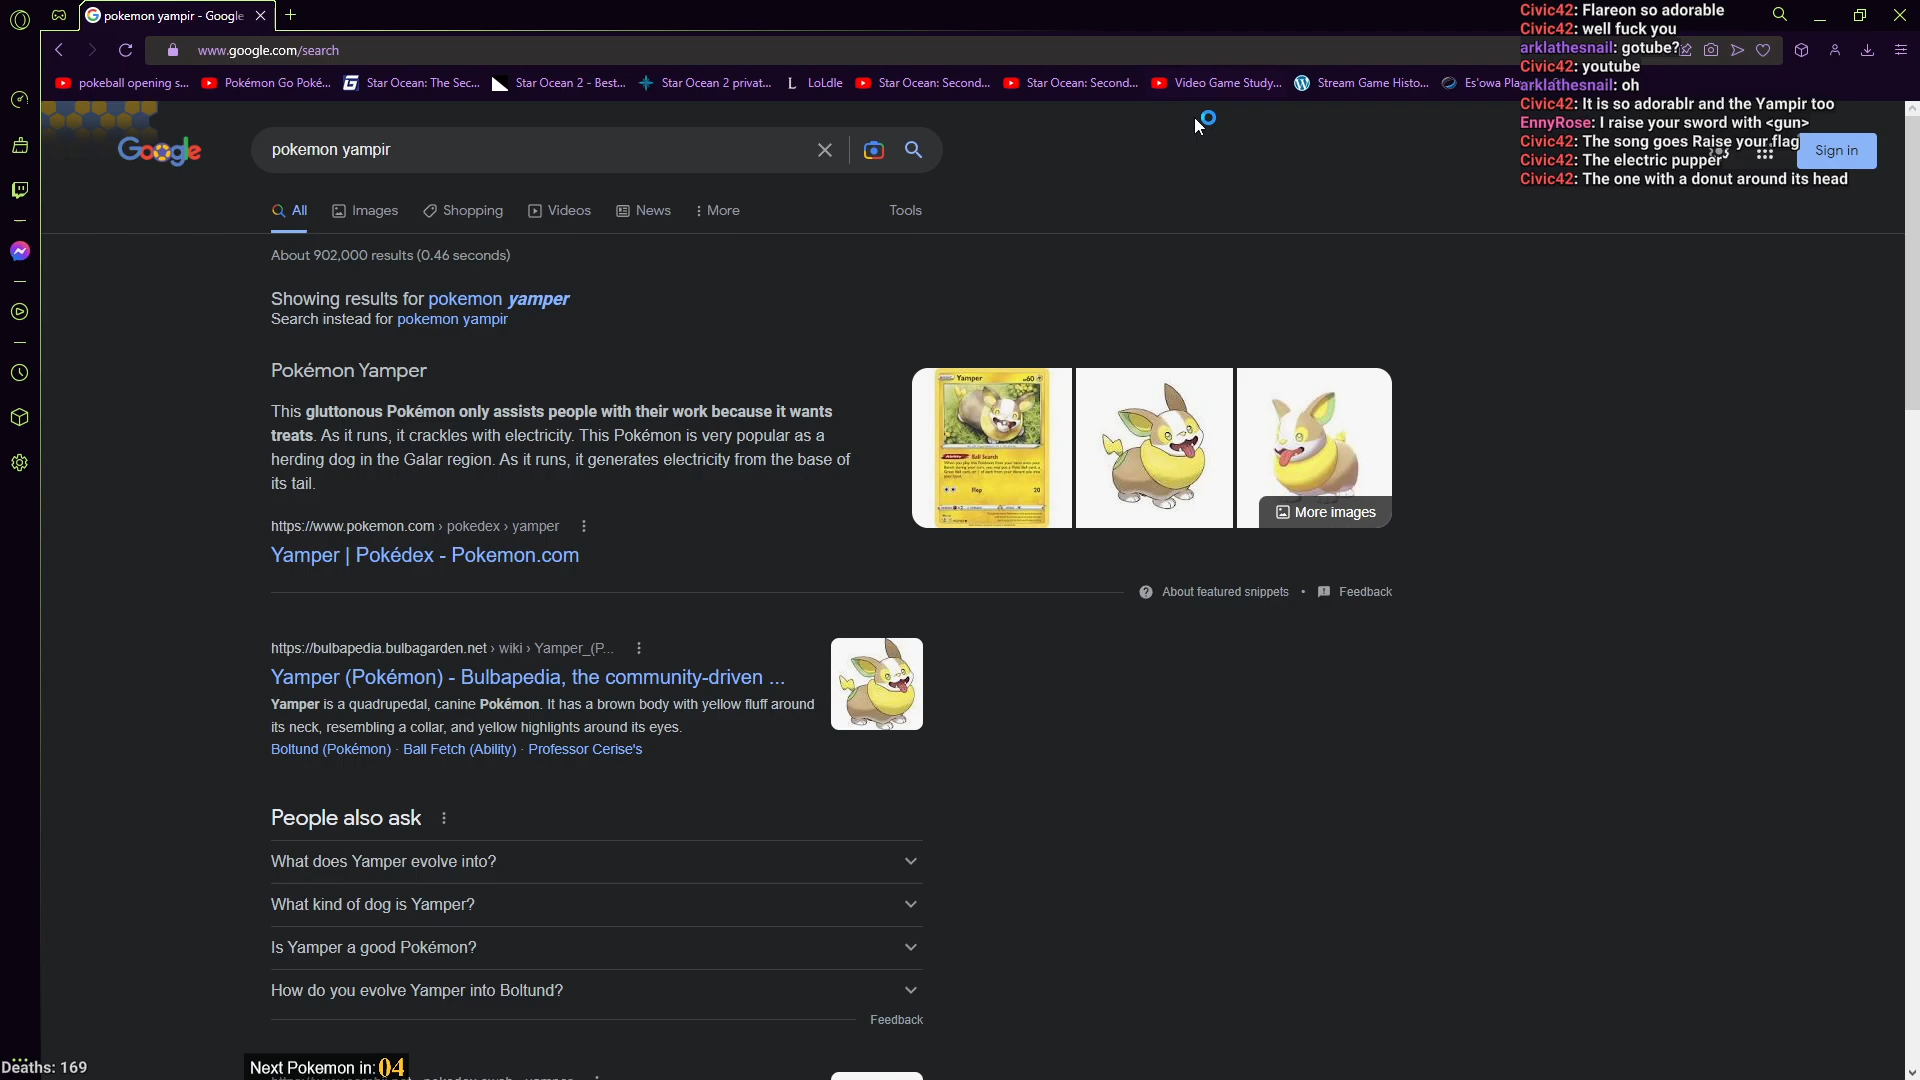 pokemon yampir - Google
www.google.com/search
pokeball opening s...
Pokémon Go Poké...
Star Ocean: The Sec...
Star Ocean 2 - Best...
Star Ocean 2 privat...
LoLdle
Star Ocean: Second...
Star Ocean: Second...
Video Game Study...
Stream Game Histo...
Es'owa Pla
Civic42: Flareon so adorable
Civic42: well fuck you
arklathesnail: gotube?
Civic42: youtube
arklathesnail: oh
Civic42: It is so adorablr and the Yampir too
EnnyRose: I raise your sword with <gun>
Civic42: The song goes Raise your flag
Civic42: The electric pupper
Civic42: The one with a donut around its head
Google
pokemon yampir
Sign in
All
Images
Shopping
Videos
News
More
Tools
About 902,000 results (0.46 seconds)
Showing results for pokemon yamper
Search instead for pokemon yampir
Pokémon Yamper
This gluttonous Pokémon only assists people with their work because it wants
treats. As it runs, it crackles with electricity. This Pokémon is very popular as a
herding dog in the Galar region. As it runs, it generates electricity from the base of
its tail.
https://www.pokemon.com › pokedex › yamper
Yamper | Pokédex - Pokemon.com
Yamper
60
Ball Search
Flop
20
More images
About featured snippets
•
Feedback
https://bulbapedia.bulbagarden.net › wiki › Yamper_(P...
Yamper (Pokémon) - Bulbapedia, the community-driven ...
Yamper is a quadrupedal, canine Pokémon. It has a brown body with yellow fluff around
its neck, resembling a collar, and yellow highlights around its eyes.
Boltund (Pokémon) · Ball Fetch (Ability) · Professor Cerise's
People also ask
What does Yamper evolve into?
What kind of dog is Yamper?
Is Yamper a good Pokémon?
How do you evolve Yamper into Boltund?
Feedback
Deaths: 169
Next Pokemon in: 04